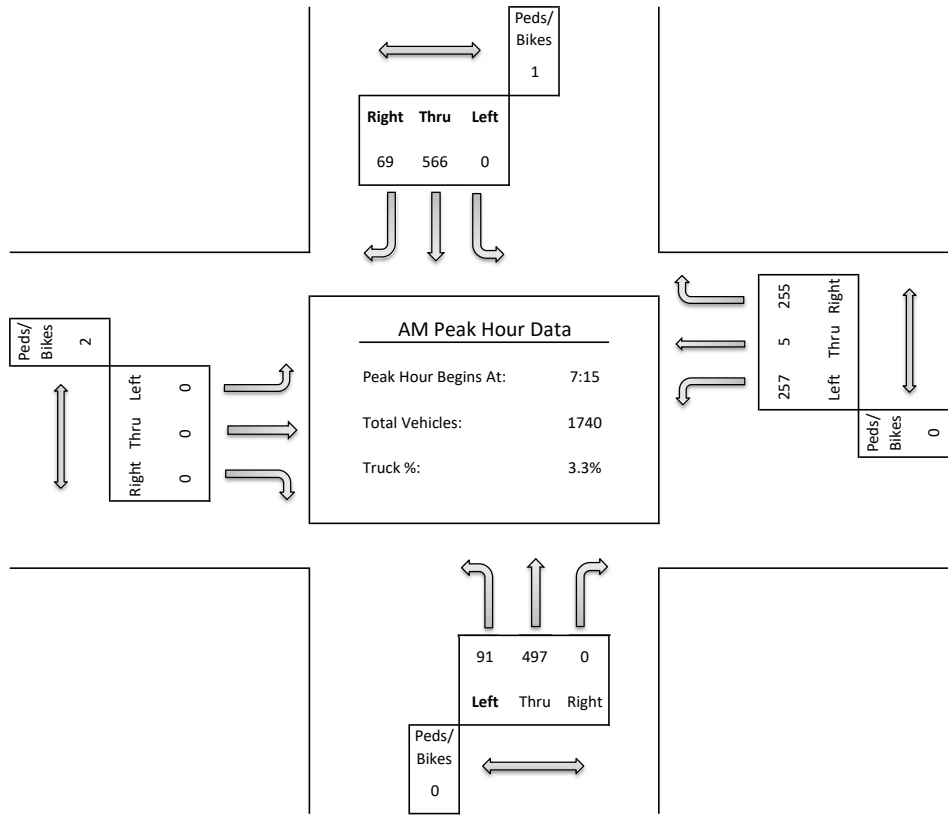 Peds/
Bikes
1
Right Thru Left
69 566 0
Peds/
Bikes
2
Left
0
Thru
0
Right
0
AM Peak Hour Data
Peak Hour Begins At: 7:15
Total Vehicles: 1740
Truck %: 3.3%
255
Right
5
Thru
257
Left
Peds/
Bikes
0
91 497 0
Left Thru Right
Peds/
Bikes
0